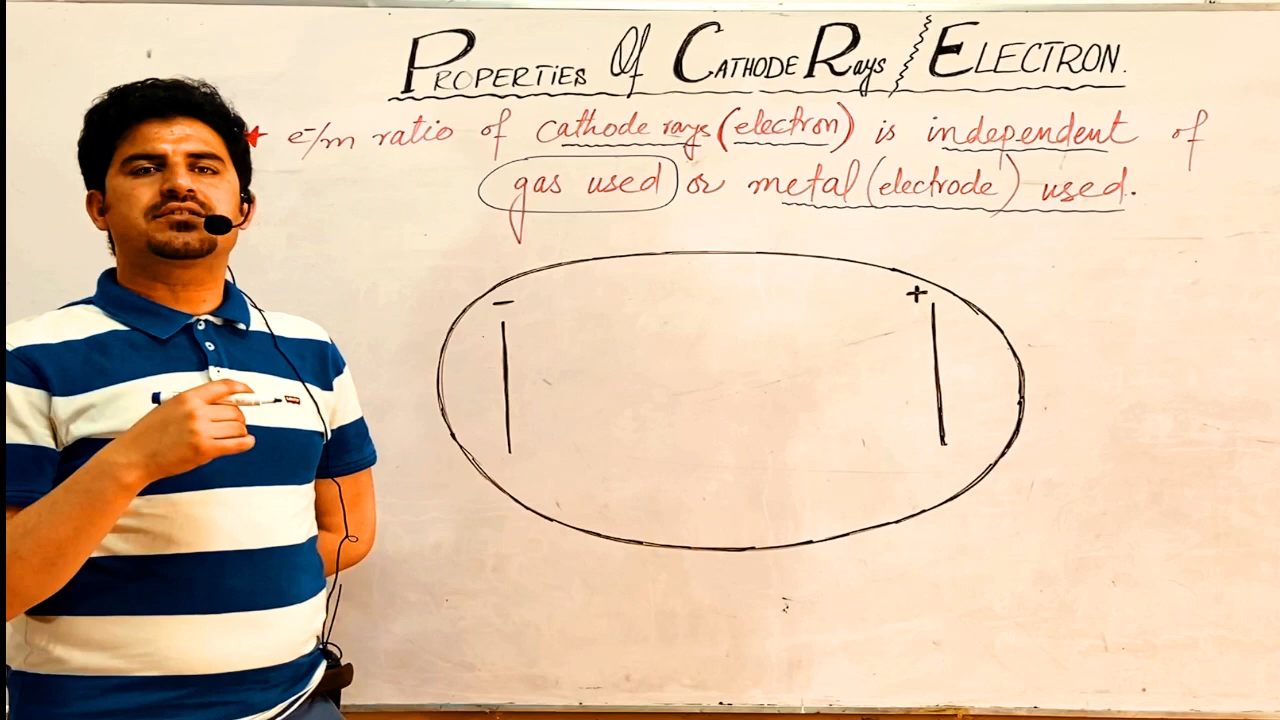 PROPERTIES Of CATHODE RAys / ELECTRON.
★ e⁻/m ratio of cathode rays (electron) is independent of
gas used or metal (electrode) used.
- +